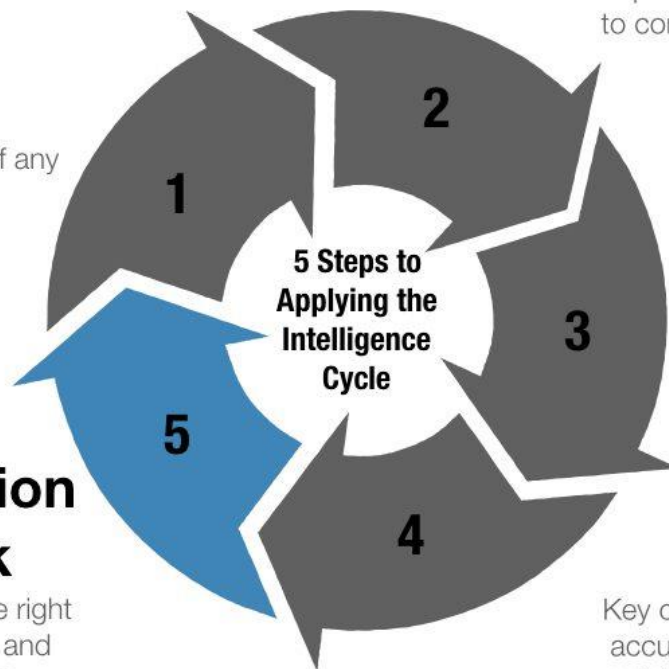 to co
f any
1
2
3
4
5
5 Steps to
Applying the
Intelligence
Cycle
ion
k
e right
and
Key
accu